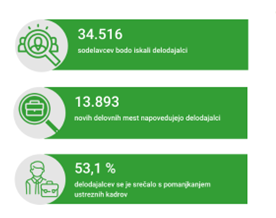 34.516
sodelavcev bodo iskali delodajalci
13.893
novih delovnih mest napovedujejo delodajalci
53,1 %
delodajalcev se je srečalo s pomanjkanjem
ustreznih kadrov